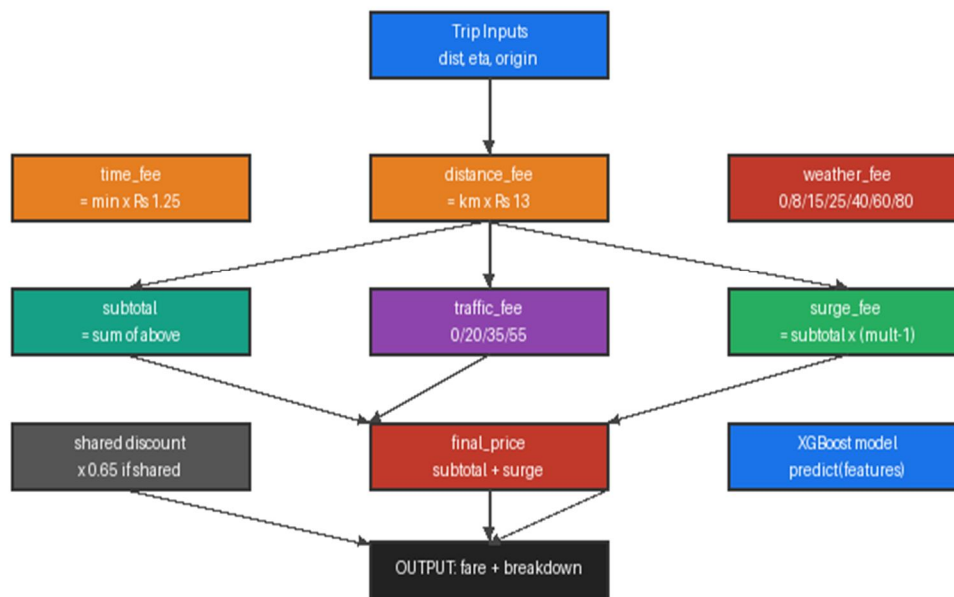 Trip Inputs
dist, eta, origin
time_fee
= min x Rs 1.25
distance_fee
= km x Rs 13
weather_fee
0/8/15/25/40/60/80
subtotal
= sum of above
traffic_fee
0/20/35/55
surge_fee
= subtotal x (mult-1)
shared discount
x 0.65 if shared
final_price
subtotal + surge
XGBoost model
predict(features)
OUTPUT: fare + breakdown